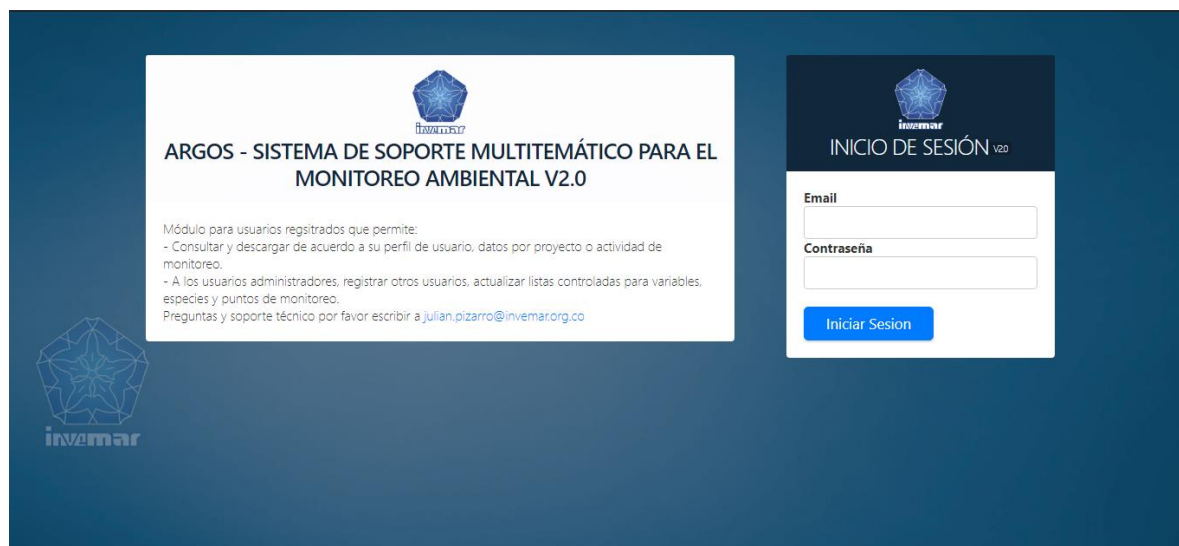 invemar
ARGOS - SISTEMA DE SOPORTE MULTITEMÁTICO PARA EL
MONITOREO AMBIENTAL V2.0
Módulo para usuarios regsitrados que permite:
- Consultar y descargar de acuerdo a su perfil de usuario, datos por proyecto o actividad de
monitoreo.
- A los usuarios administradores, registrar otros usuarios, actualizar listas controladas para variables,
especies y puntos de monitoreo.
Preguntas y soporte técnico por favor escribir a julian.pizarro@invemar.org.co
invemar
INICIO DE SESIÓN V2.0
Email
Contraseña
Iniciar Sesion
invemar